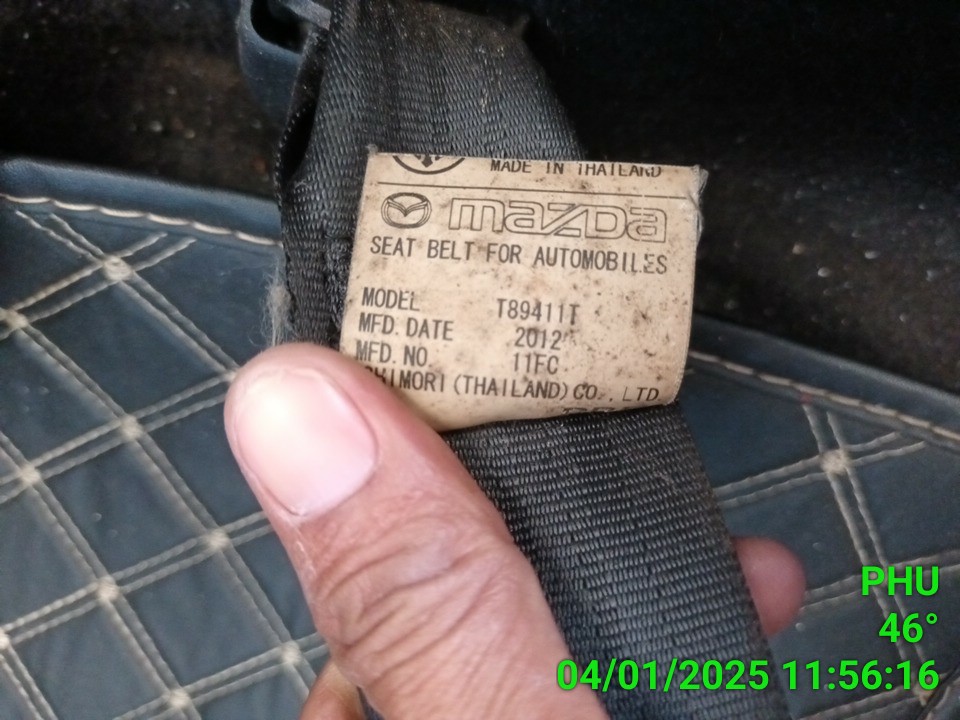 MADE IN THAILAND
mazda
SEAT BELT FOR AUTOMOBILES
MODEL T89411T
MFD. DATE 2012
MFD. NO 11FC
(THAILAND) CO., LTD
PHU
46°
04/01/2025 11:56:16